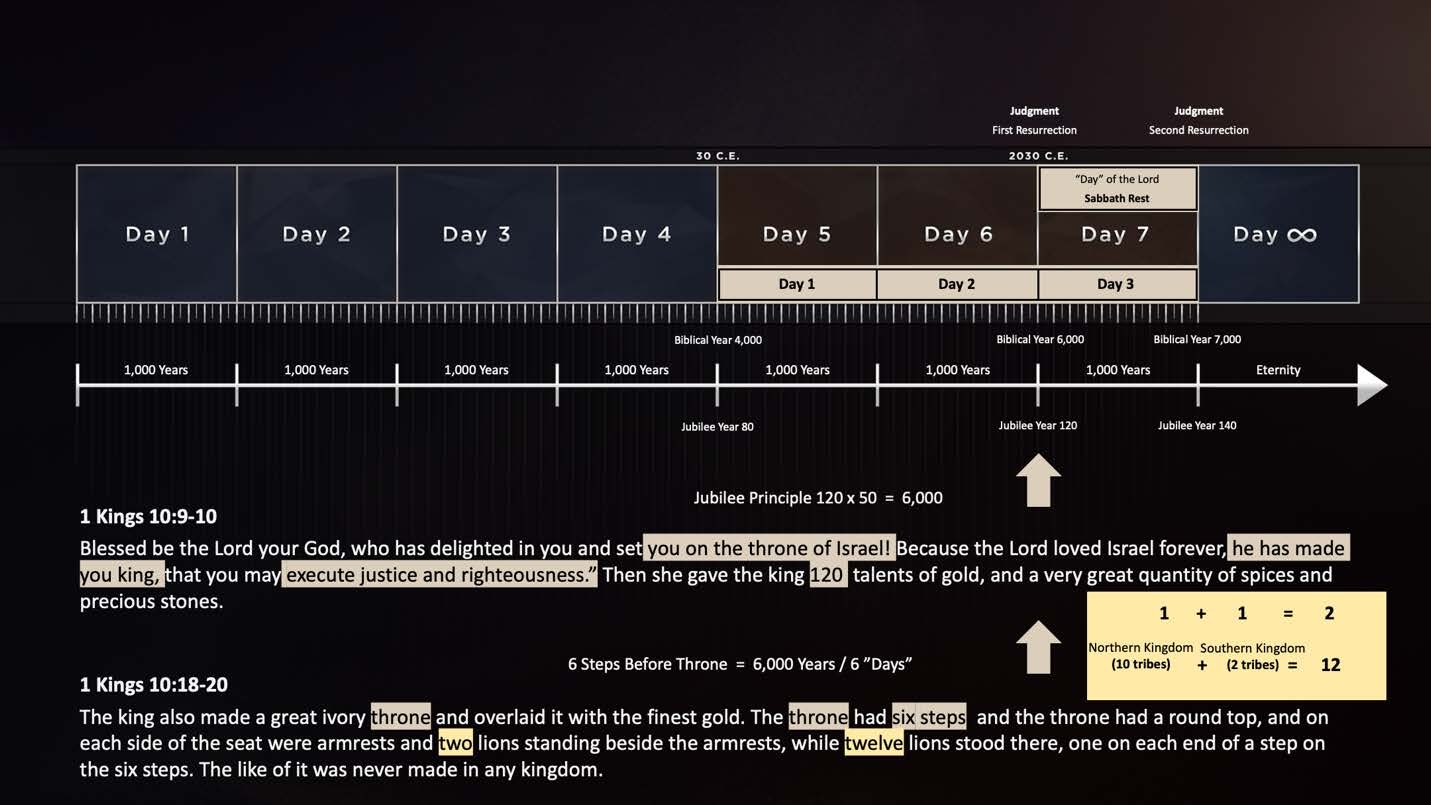 Judgment
Judgment
First Resurrection
Second Resurrection
30 C.E.
2030 C.E.
“Day” of the Lord
Sabbath Rest
Day 1
Day 2
Day 3
Day 4
Day 5
Day 6
Day 7
Day ∞
Day 1
Day 2
Day 3
Biblical Year 4,000
Biblical Year 6,000
Biblical Year 7,000
1,000 Years
1,000 Years
1,000 Years
1,000 Years
1,000 Years
1,000 Years
1,000 Years
Eternity
Jubilee Year 80
Jubilee Year 120
Jubilee Year 140
Jubilee Principle 120 x 50 = 6,000
1 Kings 10:9-10
Blessed be the Lord your God, who has delighted in you and set you on the throne of Israel! Because the Lord loved Israel forever, he has made
you king, that you may execute justice and righteousness.” Then she gave the king 120 talents of gold, and a very great quantity of spices and
precious stones.
1 + 1 = 2
Northern Kingdom Southern Kingdom
(10 tribes) + (2 tribes) = 12
6 Steps Before Throne = 6,000 Years / 6 ”Days”
1 Kings 10:18-20
The king also made a great ivory throne and overlaid it with the finest gold. The throne had six steps and the throne had a round top, and on
each side of the seat were armrests and two lions standing beside the armrests, while twelve lions stood there, one on each end of a step on
the six steps. The like of it was never made in any kingdom.